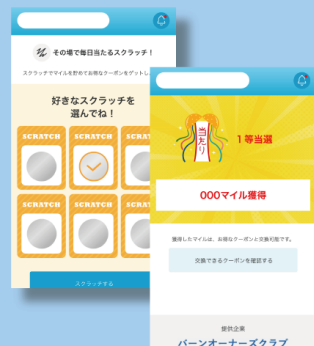 その場で毎日当たるスクラッチ！
スクラッチでマイルを貯めてお得なクーポンをゲットし
好きなスクラッチを
選んでね！
SCRATCH SCRATCH SCRATCH
SCRATCH SCRATCH SCRATCH
スクラッチする
当たり
1等当選
000マイル獲得
獲得したマイルは、お得なクーポンと交換可能です。
交換できるクーポンを確認する
提供企業
バーンオーナーズクラブ